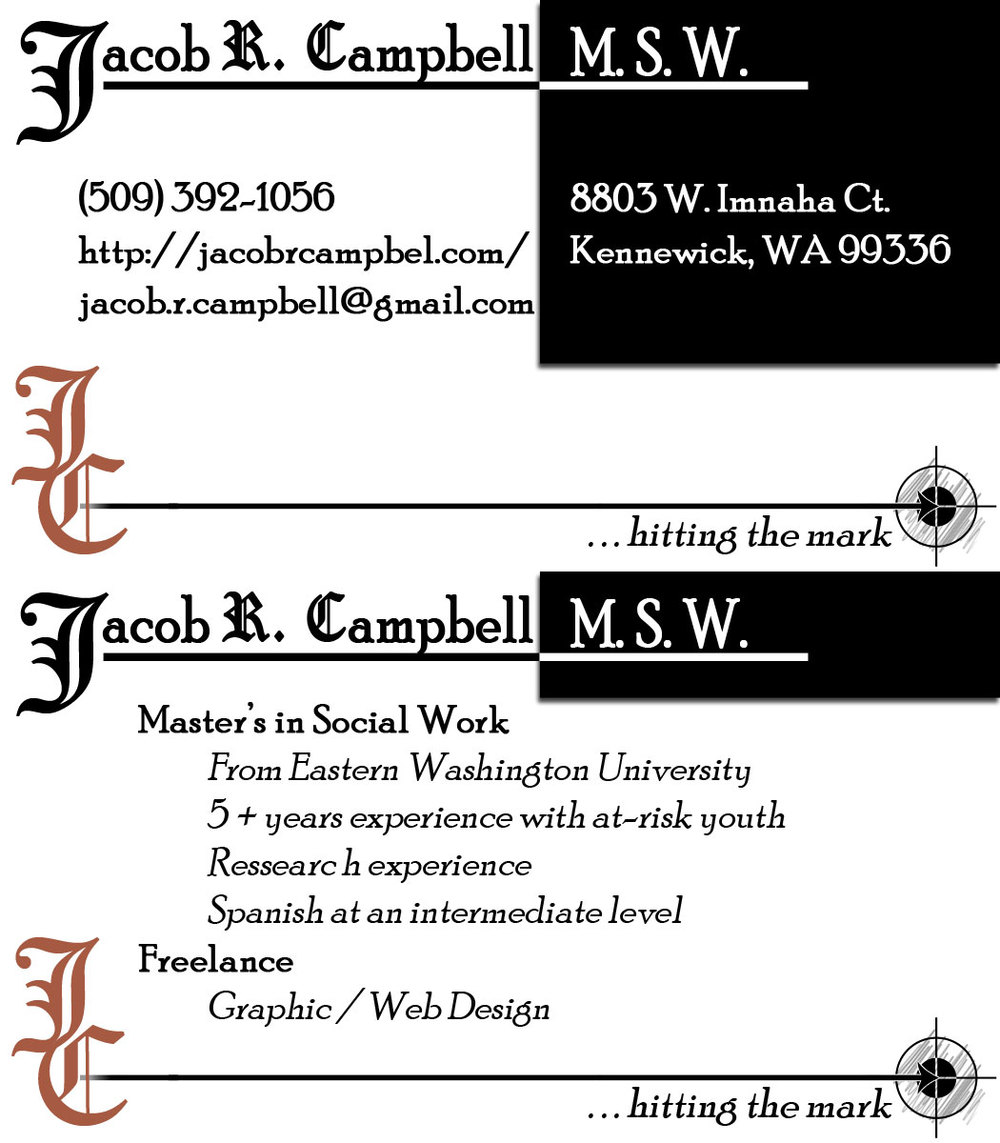 Jacob R. Campbell M. S. W.
(509) 392-1056
http://jacobrcampbel.com/
jacob.r.campbell@gmail.com
8803 W. Imnaha Ct.
Kennewick, WA 99336
JC
...hitting the mark
Jacob R. Campbell M. S. W.
Master's in Social Work
From Eastern Washington University
5 + years experience with at-risk youth
Ressearc h experience
Spanish at an intermediate level
Freelance
Graphic / Web Design
JC
...hitting the mark